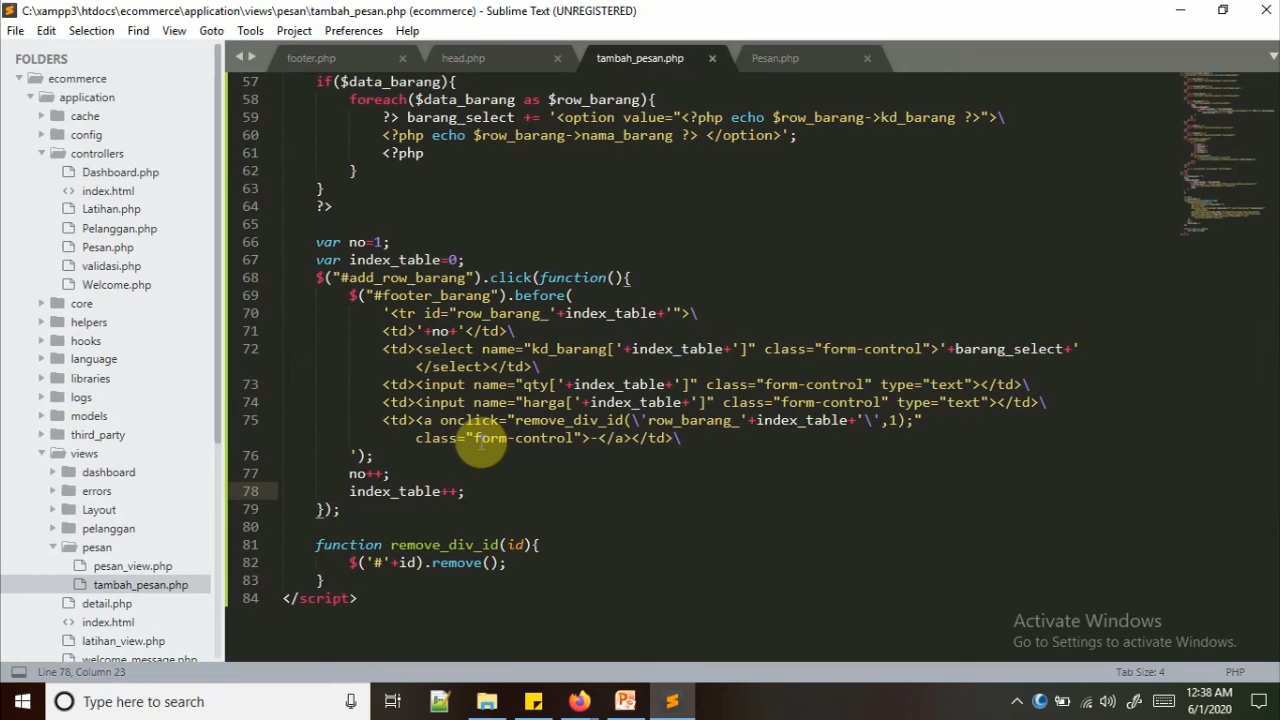 C:\xampp3\htdocs\ecommerce\application\views\pesan\tambah_pesan.php (ecommerce) - Sublime Text (UNREGISTERED)
File Edit Selection Find View Goto Tools Project Preferences Help
FOLDERS
ecommerce
application
cache
config
controllers
Dashboard.php
index.html
Latihan.php
Pelanggan.php
Pesan.php
validasi.php
Welcome.php
core
helpers
hooks
language
libraries
logs
models
third_party
views
dashboard
errors
Layout
pelanggan
pesan
pesan_view.php
tambah_pesan.php
detail.php
index.html
latihan_view.php
welcome_message.php
footer.php head.php tambah_pesan.php Pesan.php
57 if($data_barang){
58 foreach($data_barang as $row_barang){
59 ?> barang_select += '<option value="<?php echo $row_barang->kd_barang ?>">\
60 <?php echo $row_barang->nama_barang ?> </option>';
61 <?php
62 }
63 }
64 ?>
65
66 var no=1;
67 var index_table=0;
68 $("#add_row_barang").click(function(){
69 $("#footer_barang").before(
70 '<tr id="row_barang_'+index_table+'">\
71 <td>'+no+'</td>\
72 <td><select name="kd_barang['+index_table+']" class="form-control">'+barang_select+'
</select></td>\
73 <td><input name="qty['+index_table+']" class="form-control" type="text"></td>\
74 <td><input name="harga['+index_table+']" class="form-control" type="text"></td>\
75 <td><a onclick="remove_div_id(\'row_barang_'+index_table+'\',1);"
class="form-control">-</a></td>\
76 ');
77 no++;
78 index_table++;
79 });
80
81 function remove_div_id(id){
82 $('#'+id).remove();
83 }
84 </script>
Activate Windows
Go to Settings to activate Windows.
Line 78, Column 23 Tab Size: 4 PHP
Type here to search
12:38 AM
6/1/2020